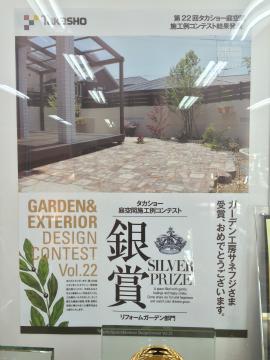 TAKASHO
第22回タカショー庭空間
施工例コンテスト結果発
GARDEN&
EXTERIOR
DESIGN
CONTEST
Vol.22
タカショー
庭空間施工例コンテスト
銀賞
SILVER
PRIZE
リフォームガーデン部門
ガーデン工房サネフジさま
受賞、おめでとうございます。